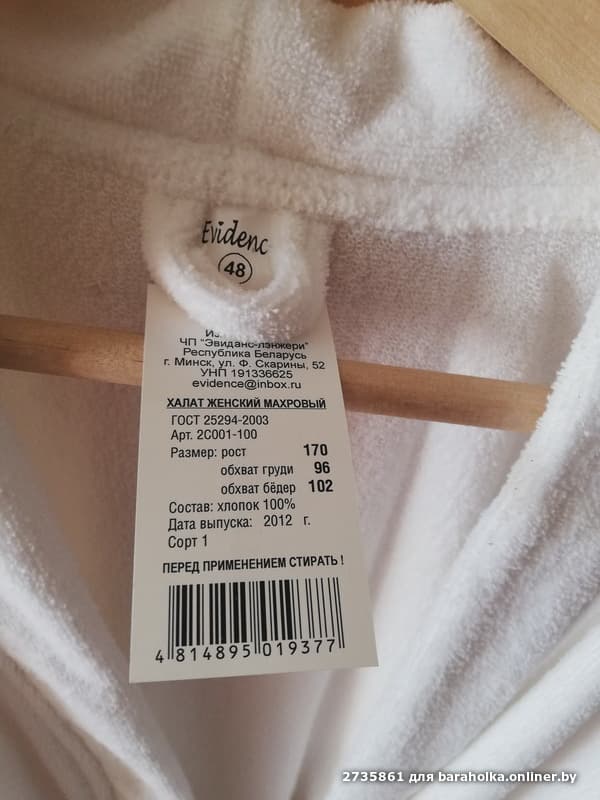 Evidenc
48
ЧП "Эвиданс-лэнжери"
Республика Беларусь
г. Минск, ул. Ф. Скарины, 52
УНП 191336625
evidence@inbox.ru
ХАЛАТ ЖЕНСКИЙ МАХРОВЫЙ
ГОСТ 25294-2003
Арт. 2С001-100
Размер: рост 170
обхват груди 96
обхват бёдер 102
Состав: хлопок 100%
Дата выпуска: 2012 г.
Сорт 1
ПЕРЕД ПРИМЕНЕНИЕМ СТИРАТЬ !
4 814895 019377
2735861 для baraholka.onliner.by